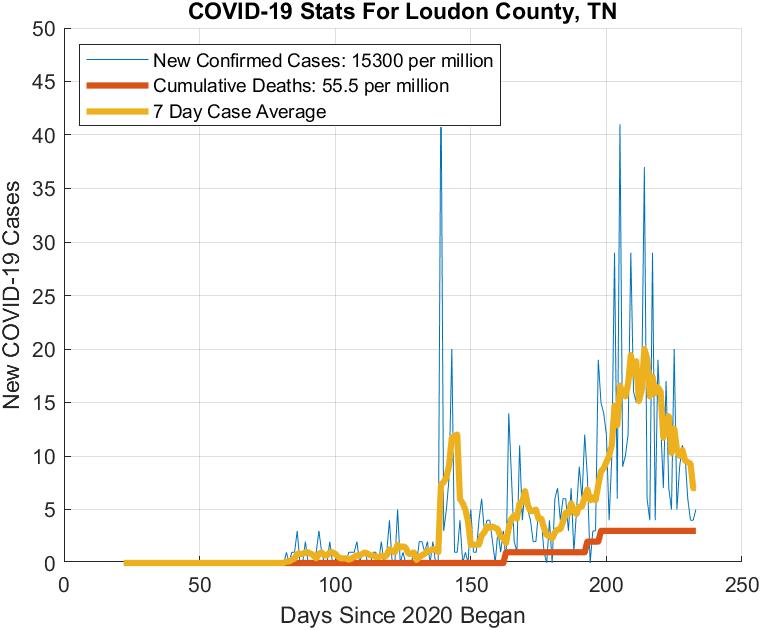 COVID-19 Stats For Loudon County, TN
New Confirmed Cases: 15300 per million
Cumulative Deaths: 55.5 per million
7 Day Case Average
50
45
40
35
30
25
20
15
10
5
0
New COVID-19 Cases
0 50 100 150 200 250
Days Since 2020 Began